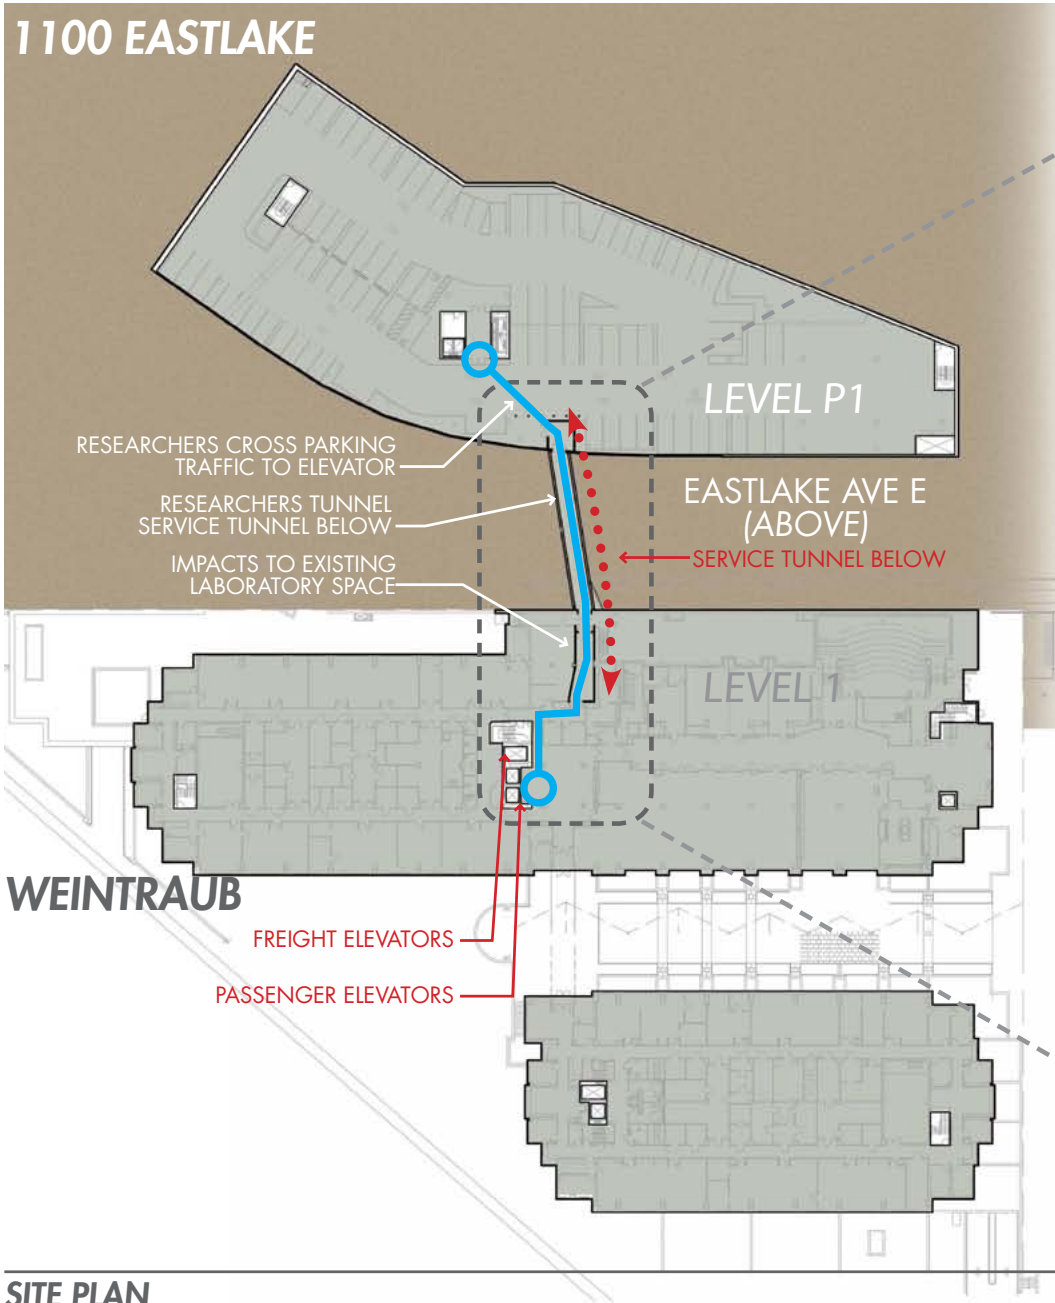 1100 EASTLAKE
LEVEL P1
RESEARCHERS CROSS PARKING
TRAFFIC TO ELEVATOR
RESEARCHERS TUNNEL
SERVICE TUNNEL BELOW
EASTLAKE AVE E
(ABOVE)
SERVICE TUNNEL BELOW
IMPACTS TO EXISTING
LABORATORY SPACE
LEVEL 1
WEINTRAUB
FREIGHT ELEVATORS
PASSENGER ELEVATORS
SITE PLAN